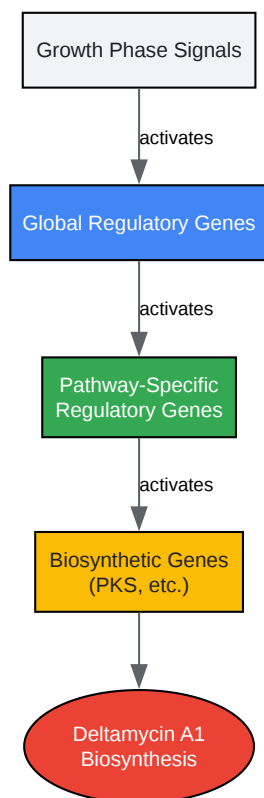 Growth Phase Signals
activates
Global Regulatory Genes
activates
Pathway-Specific
Regulatory Genes
activates
Biosynthetic Genes
(PKS, etc.)
Deltamycin A1
Biosynthesis